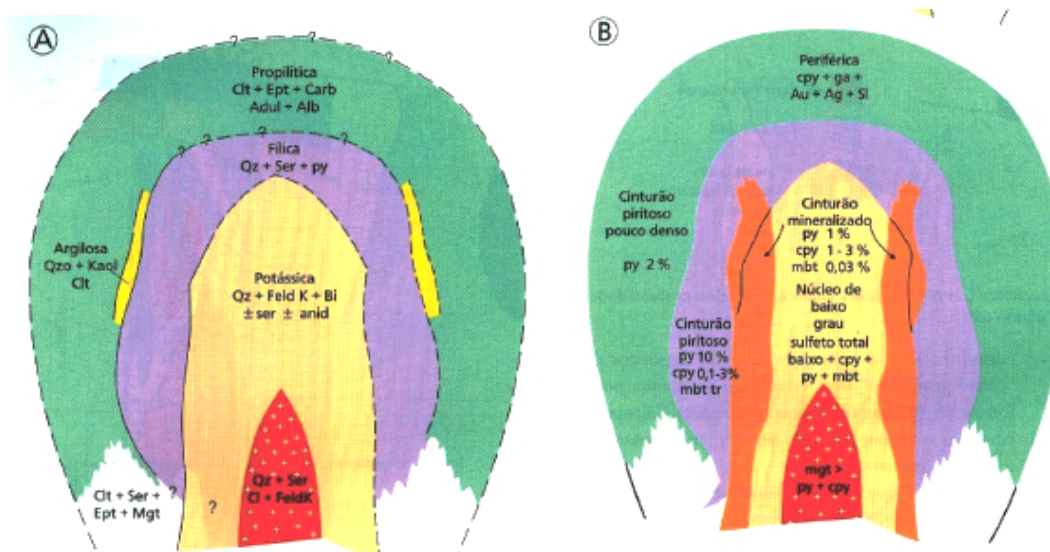 A
Propilítica
Clt + Ept + Carb
Adul + Alb
Fílica
Qz + Ser + py
Argilosa
Qzo + Kaol
Clt
Potássica
Qz + Feld K + Bi
± ser ± anid
Qz + Ser
Cl + FeldK
Clt + Ser +
Ept + Mgt
?
?
?
?
?
?
?
?
?
B
Periférica
cpy + ga +
Au + Ag + Sl
Cinturão
piritoso
pouco denso
py 2 %
Cinturão
mineralizado
py 1 %
cpy 1 - 3 %
mbt 0,03 %
Núcleo de
baixo
grau
sulfeto total
baixo + cpy +
py + mbt
Cinturão
piritoso
py 10 %
cpy 0,1-3%
mbt tr
mgt >
py + cpy